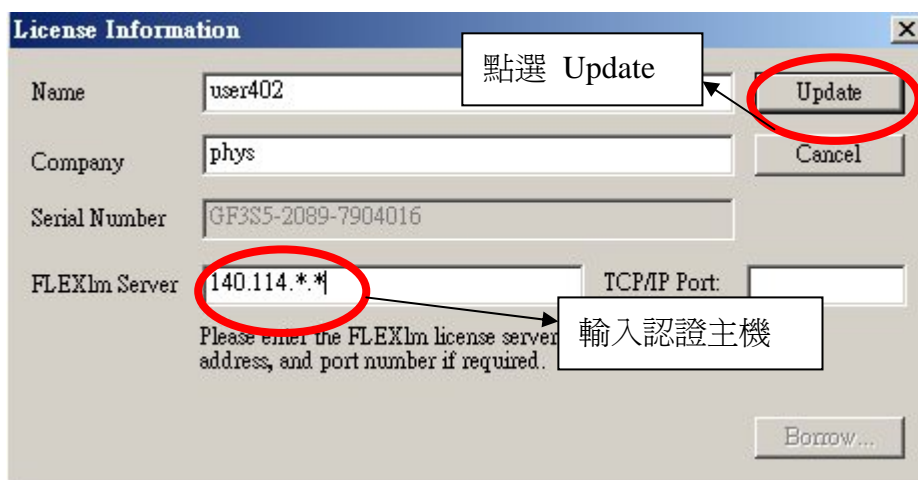 License Information
點選 Update
Name
user402
Update
Company
phys
Cancel
Serial Number
GF3S5-2089-7904016
FLEXlm Server
140.114.*.*
TCP/IP Port:
輸入認證主機
Please enter the FLEXlm license server
address, and port number if required.
Borrow...